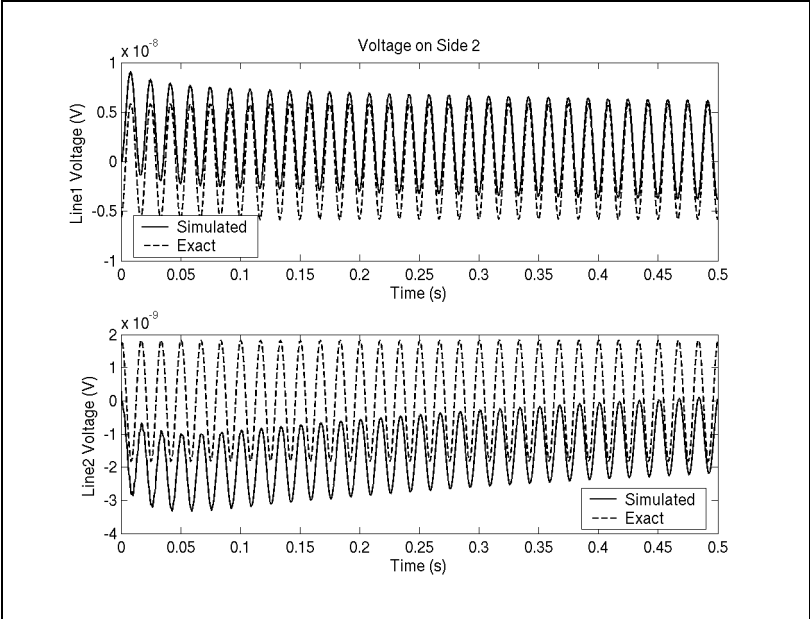 Voltage on Side 2
x 10^-8
1
0.5
0
-0.5
-1
Line1 Voltage (V)
Simulated
Exact
0 0.05 0.1 0.15 0.2 0.25 0.3 0.35 0.4 0.45 0.5
Time (s)
x 10^-9
2
1
0
-1
-2
-3
-4
Line2 Voltage (V)
Simulated
Exact
0 0.05 0.1 0.15 0.2 0.25 0.3 0.35 0.4 0.45 0.5
Time (s)